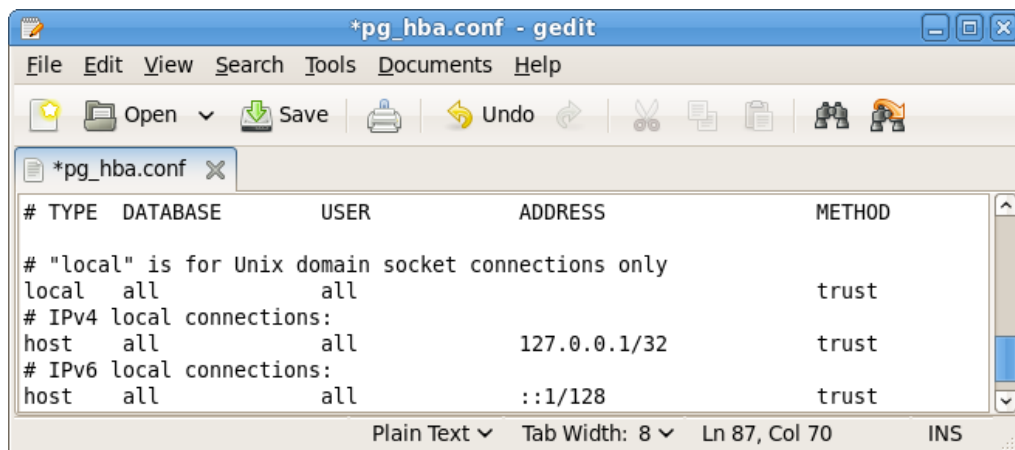 *pg_hba.conf - gedit
File Edit View Search Tools Documents Help
Open Save Undo
*pg_hba.conf
# TYPE  DATABASE        USER            ADDRESS                 METHOD
# "local" is for Unix domain socket connections only
local   all             all                                     trust
# IPv4 local connections:
host    all             all             127.0.0.1/32            trust
# IPv6 local connections:
host    all             all             ::1/128                 trust
Plain Text Tab Width: 8 Ln 87, Col 70 INS